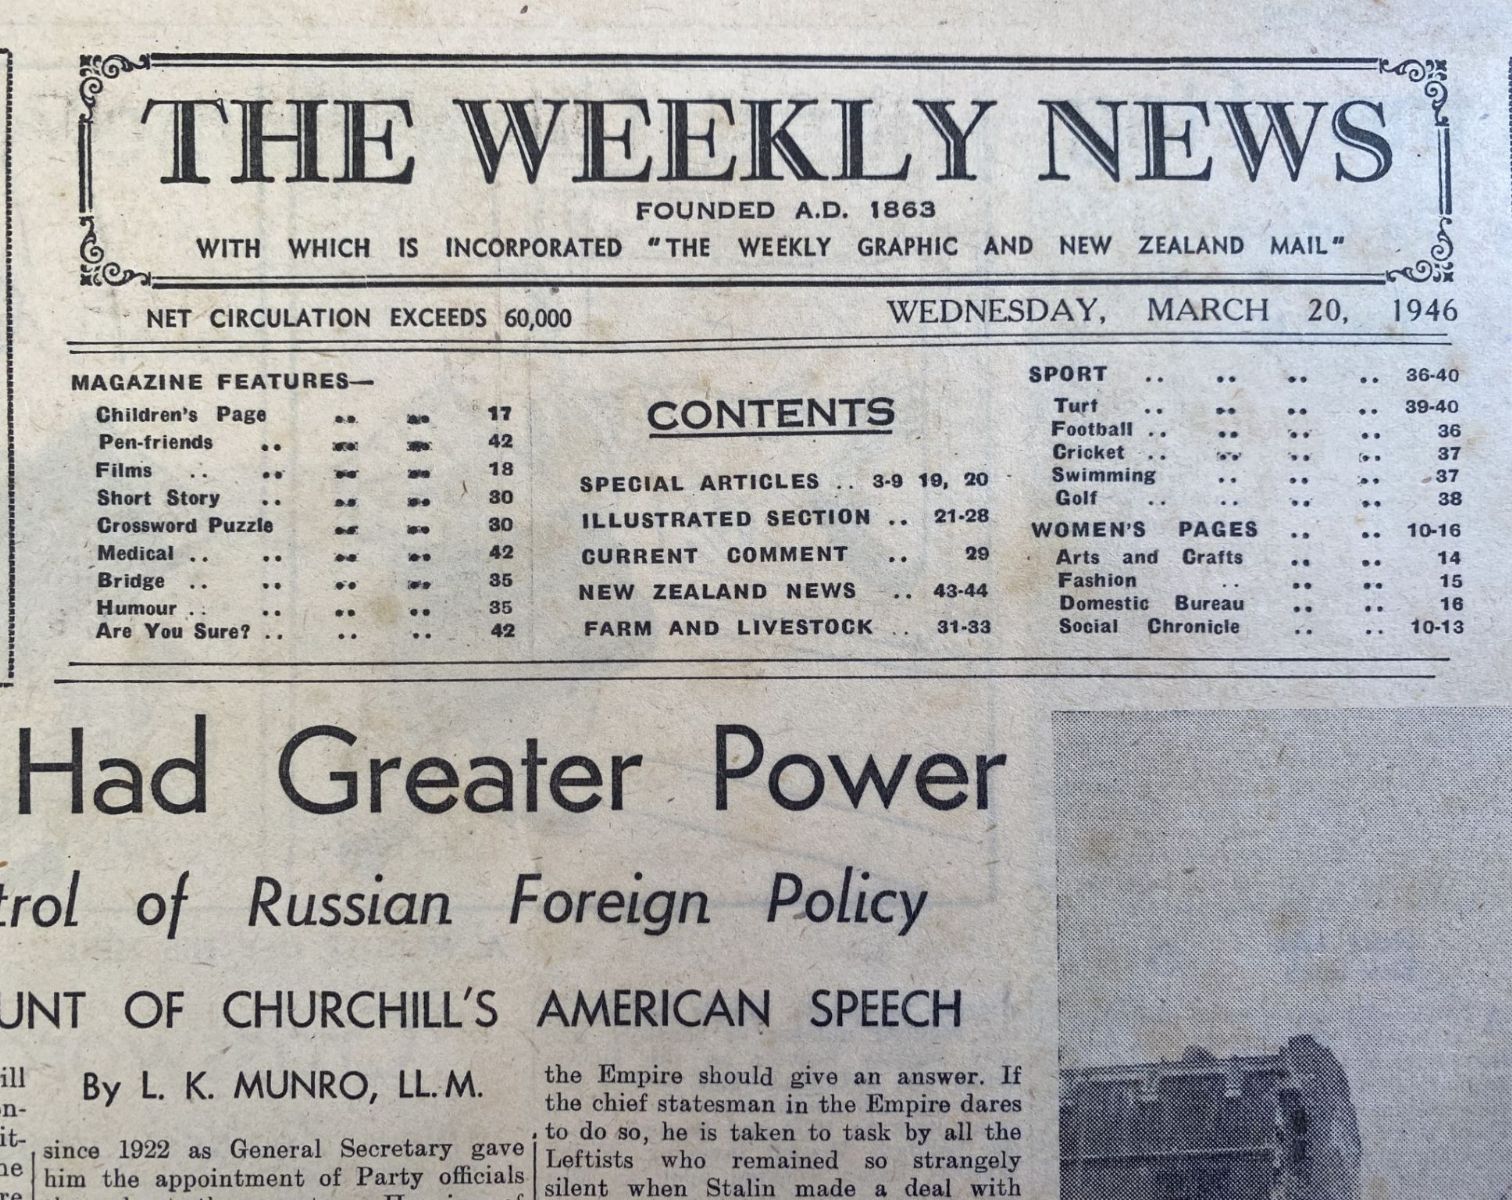 THE WEEKLY NEWS
FOUNDED A.D. 1863
WITH WHICH IS INCORPORATED "THE WEEKLY GRAPHIC AND NEW ZEALAND MAIL"
NET CIRCULATION EXCEEDS 60,000
WEDNESDAY, MARCH 20, 1946
MAGAZINE FEATURES—
Children's Page .. .. 17
Pen-friends .. .. .. 42
Films .. .. .. .. 18
Short Story .. .. .. 30
Crossword Puzzle .. .. 30
Medical .. .. .. .. 42
Bridge .. .. .. .. 35
Humour .. .. .. .. 35
Are You Sure? .. .. .. 42
CONTENTS
SPECIAL ARTICLES .. 3-9 19, 20
ILLUSTRATED SECTION .. 21-28
CURRENT COMMENT .. 29
NEW ZEALAND NEWS .. 43-44
FARM AND LIVESTOCK .. 31-33
SPORT .. .. .. .. 36-40
Turf .. .. .. .. 39-40
Football .. .. .. .. 36
Cricket .. .. .. .. 37
Swimming .. .. .. 37
Golf .. .. .. .. 38
WOMEN'S PAGES .. .. 10-16
Arts and Crafts .. .. 14
Fashion .. .. .. 15
Domestic Bureau .. .. 16
Social Chronicle .. .. 10-13
Had Greater Power
trol of Russian Foreign Policy
UNT OF CHURCHILL'S AMERICAN SPEECH
By L. K. MUNRO, LL.M.
ill
on-
it-
he
re
since 1922 as General Secretary gave
him the appointment of Party officials
the Empire should give an answer. If
the chief statesman in the Empire dares
to do so, he is taken to task by all the
Leftists who remained so strangely
silent when Stalin made a deal with